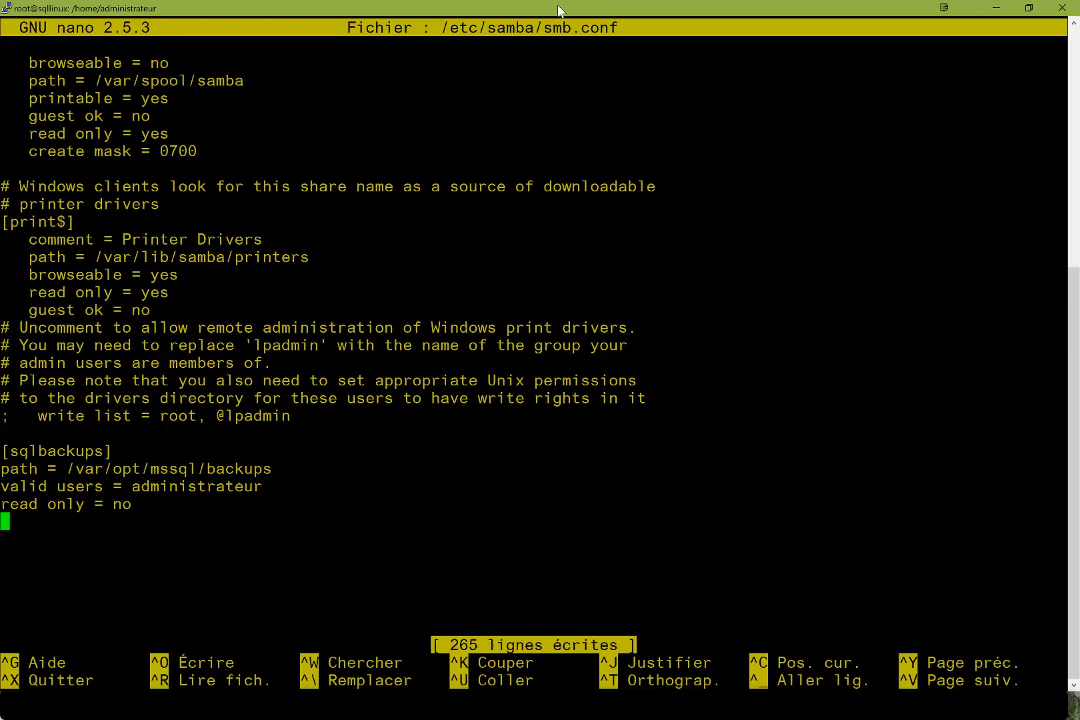 root@sqllinux: /home/administrateur
GNU nano 2.5.3 Fichier : /etc/samba/smb.conf
browseable = no
path = /var/spool/samba
printable = yes
guest ok = no
read only = yes
create mask = 0700
# Windows clients look for this share name as a source of downloadable
# printer drivers
[print$]
comment = Printer Drivers
path = /var/lib/samba/printers
browseable = yes
read only = yes
guest ok = no
# Uncomment to allow remote administration of Windows print drivers.
# You may need to replace 'lpadmin' with the name of the group your
# admin users are members of.
# Please note that you also need to set appropriate Unix permissions
# to the drivers directory for these users to have write rights in it
;   write list = root, @lpadmin
[sqlbackups]
path = /var/opt/mssql/backups
valid users = administrateur
read only = no
[ 265 lignes écrites ]
^G Aide ^O Écrire ^W Chercher ^K Couper ^J Justifier ^C Pos. cur. ^Y Page préc.
^X Quitter ^R Lire fich. ^\ Remplacer ^U Coller ^T Orthograp. ^_ Aller lig. ^V Page suiv.